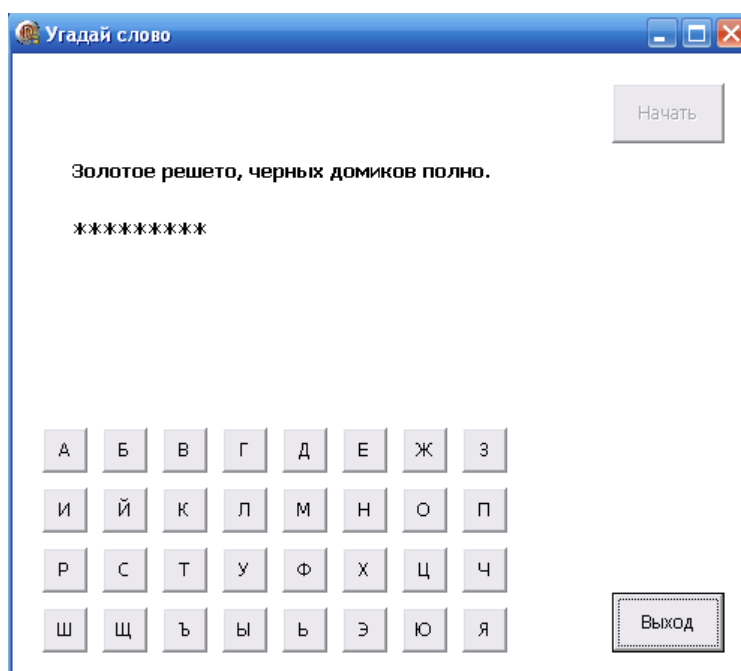 Угадай слово
Начать
Золотое решето, черных домиков полно.
*********
А Б В Г Д Е Ж З
И Й К Л М Н О П
Р С Т У Ф Х Ц Ч
Ш Щ Ъ Ы Ь Э Ю Я
Выход